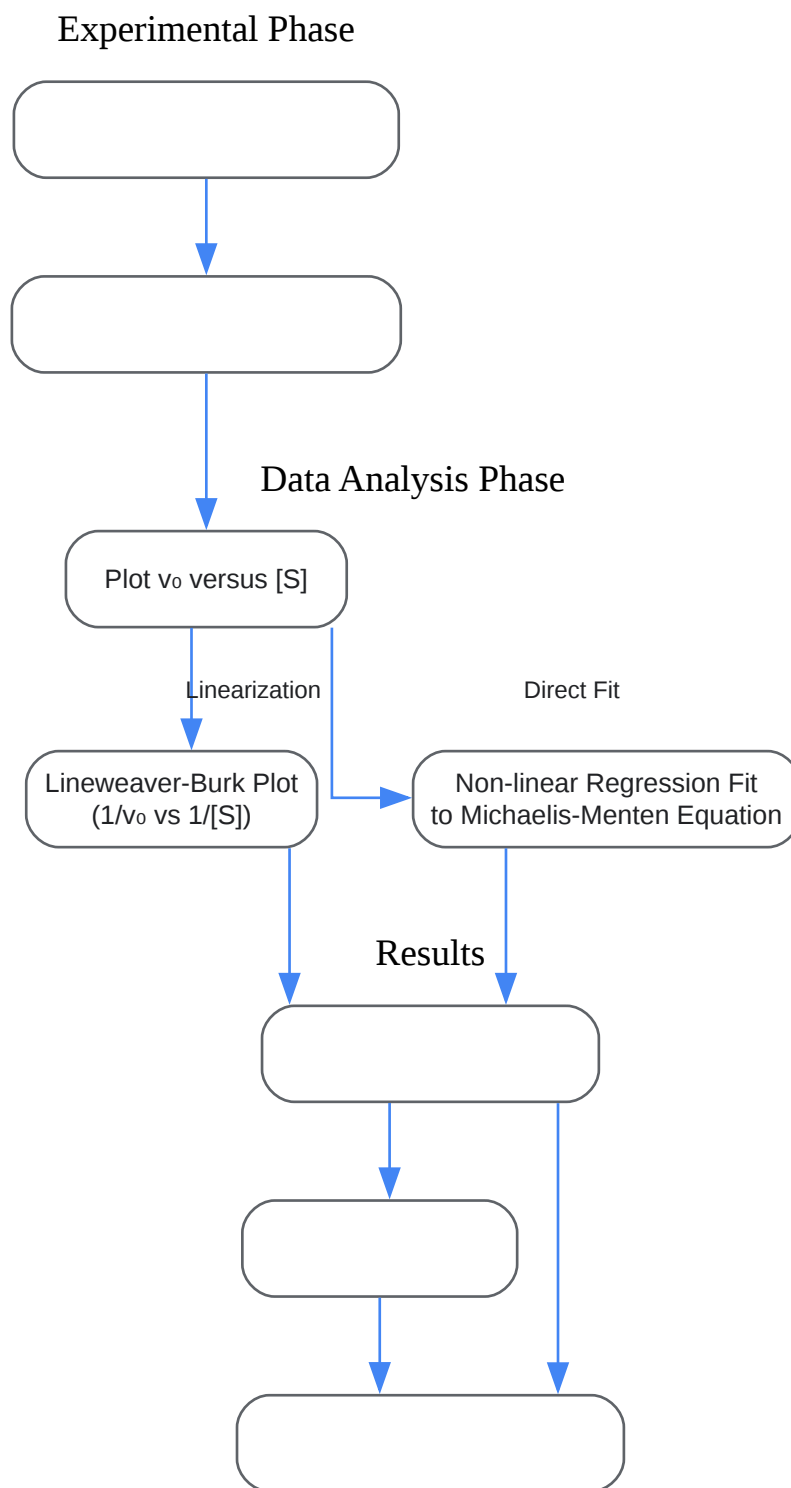 Experimental Phase
Data Analysis Phase
Plot v₀ versus [S]
Linearization
Direct Fit
Lineweaver-Burk Plot
(1/v₀ vs 1/[S])
Non-linear Regression Fit
to Michaelis-Menten Equation
Results